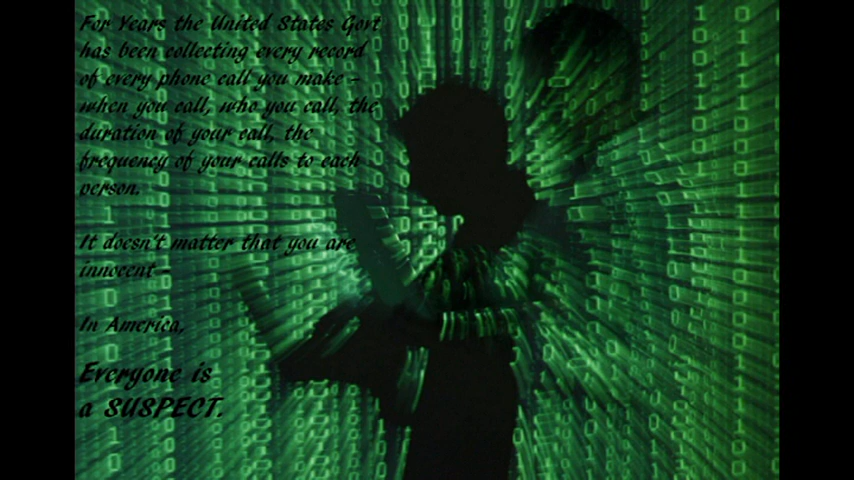 For Years the United States Govt
has been collecting every record
of every phone call you make –
when you call, who you call, the
duration of your call, the
frequency of your calls to each
person.
It doesn't matter that you are
innocent –
In America,
Everyone is
a SUSPECT.